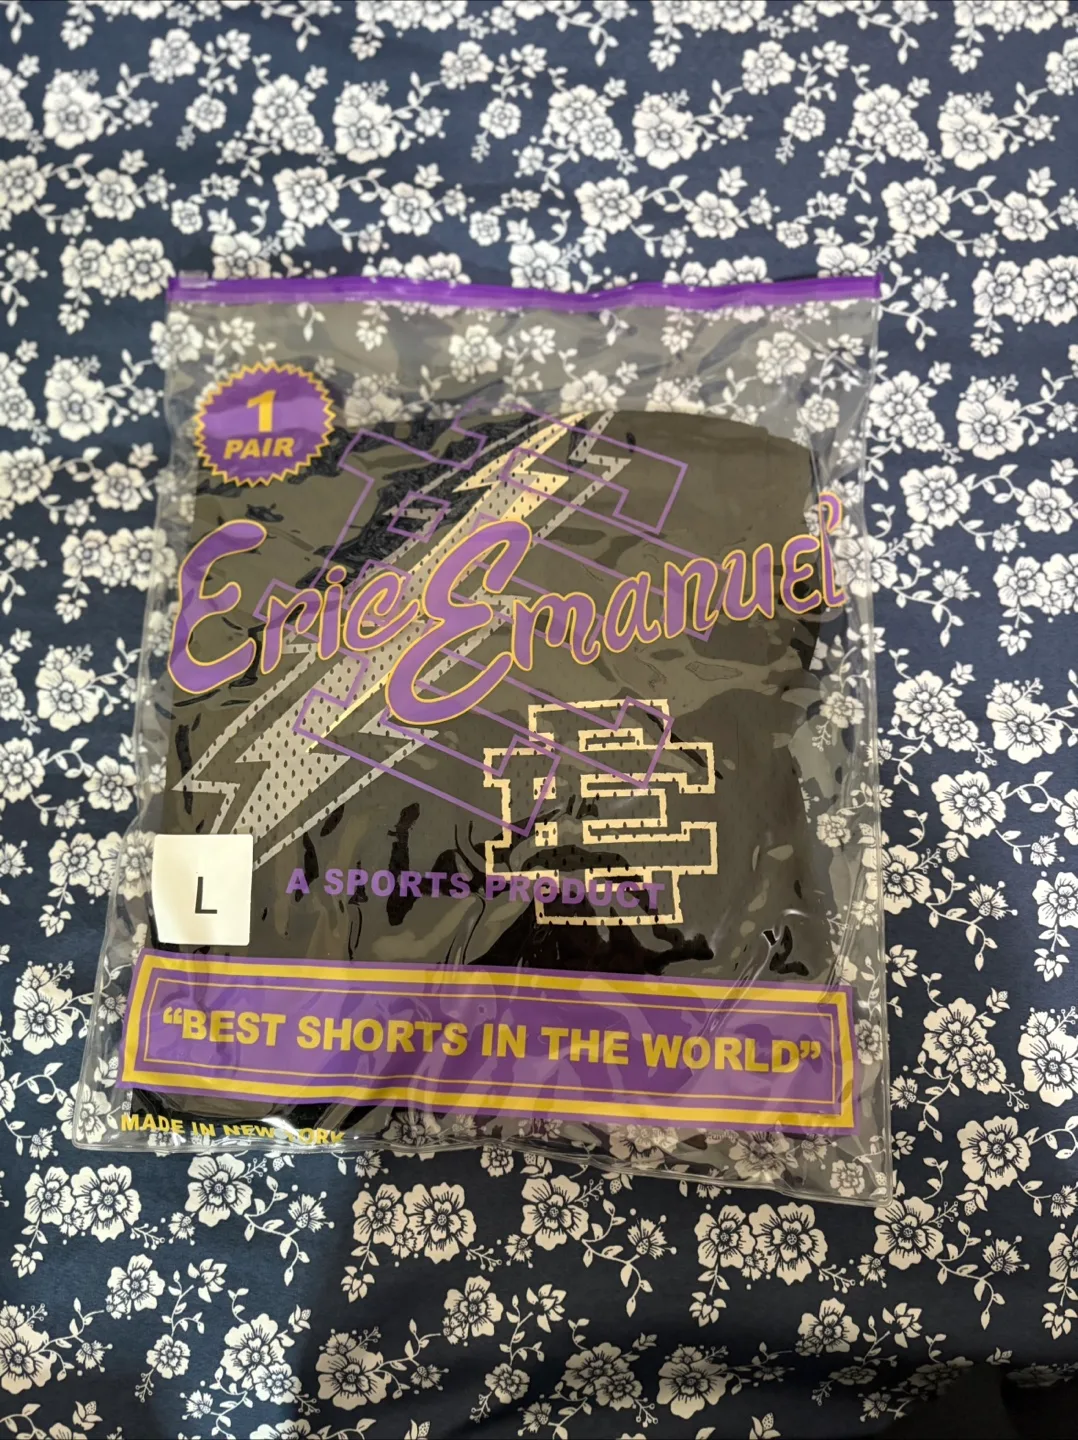 1
PAIR
Eric Emanuel
L
A SPORTS PRODUCT
“BEST SHORTS IN THE WORLD”
MADE IN NEW YORK